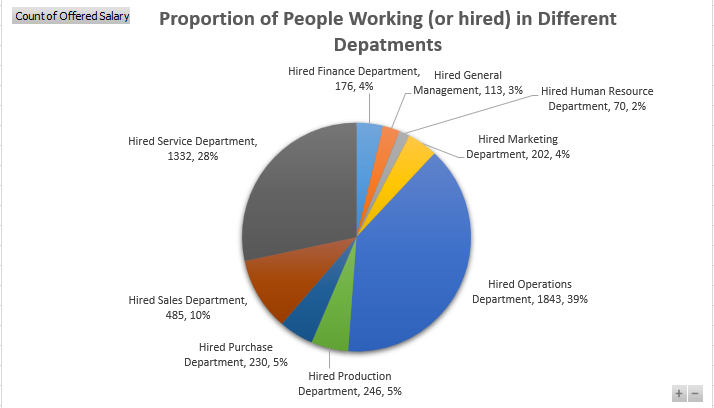 Count of Offered Salary
Proportion of People Working (or hired) in Different
Depatments
Hired Finance Department,
176, 4%
Hired General
Management, 113, 3%
Hired Human Resource
Department, 70, 2%
Hired Marketing
Department, 202, 4%
Hired Operations
Department, 1843, 39%
Hired Production
Department, 246, 5%
Hired Purchase
Department, 230, 5%
Hired Sales Department,
485, 10%
Hired Service Department,
1332, 28%
+ −